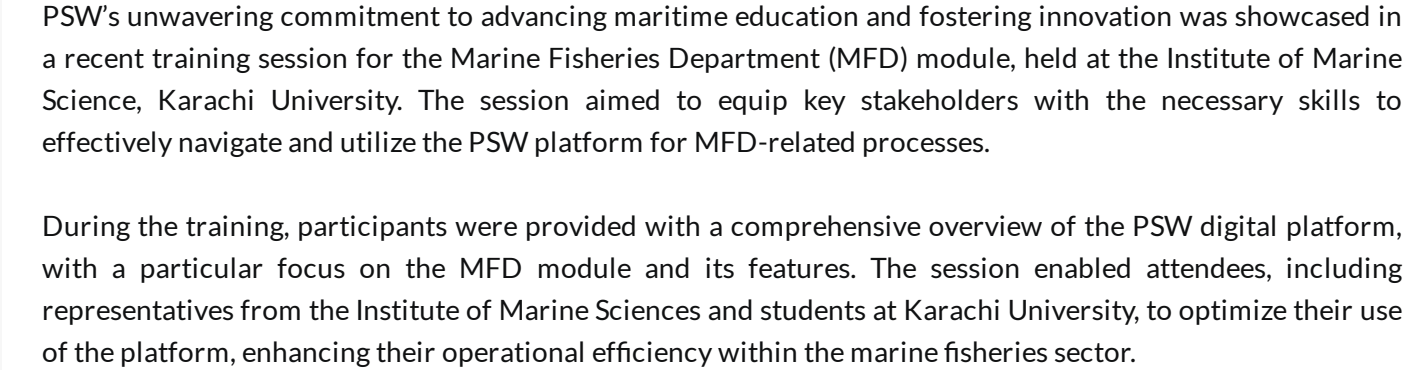 PSW’s unwavering commitment to advancing maritime education and fostering innovation was showcased in
a recent training session for the Marine Fisheries Department (MFD) module, held at the Institute of Marine
Science, Karachi University. The session aimed to equip key stakeholders with the necessary skills to
effectively navigate and utilize the PSW platform for MFD-related processes.

During the training, participants were provided with a comprehensive overview of the PSW digital platform,
with a particular focus on the MFD module and its features. The session enabled attendees, including
representatives from the Institute of Marine Sciences and students at Karachi University, to optimize their use
of the platform, enhancing their operational efficiency within the marine fisheries sector.